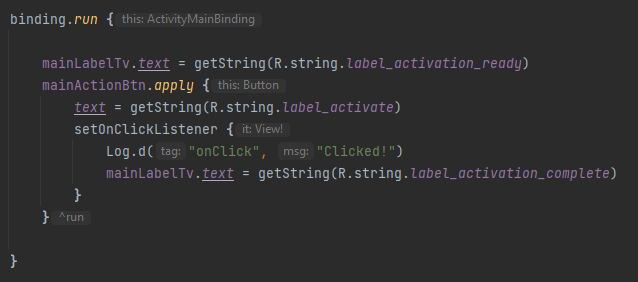 binding.run { this: ActivityMainBinding
mainLabelTv.text = getString(R.string.label_activation_ready)
mainActionBtn.apply { this: Button
text = getString(R.string.label_activate)
setOnClickListener { it: View!
Log.d( tag: "onClick", msg: "Clicked!")
mainLabelTv.text = getString(R.string.label_activation_complete)
}
} ^run
}